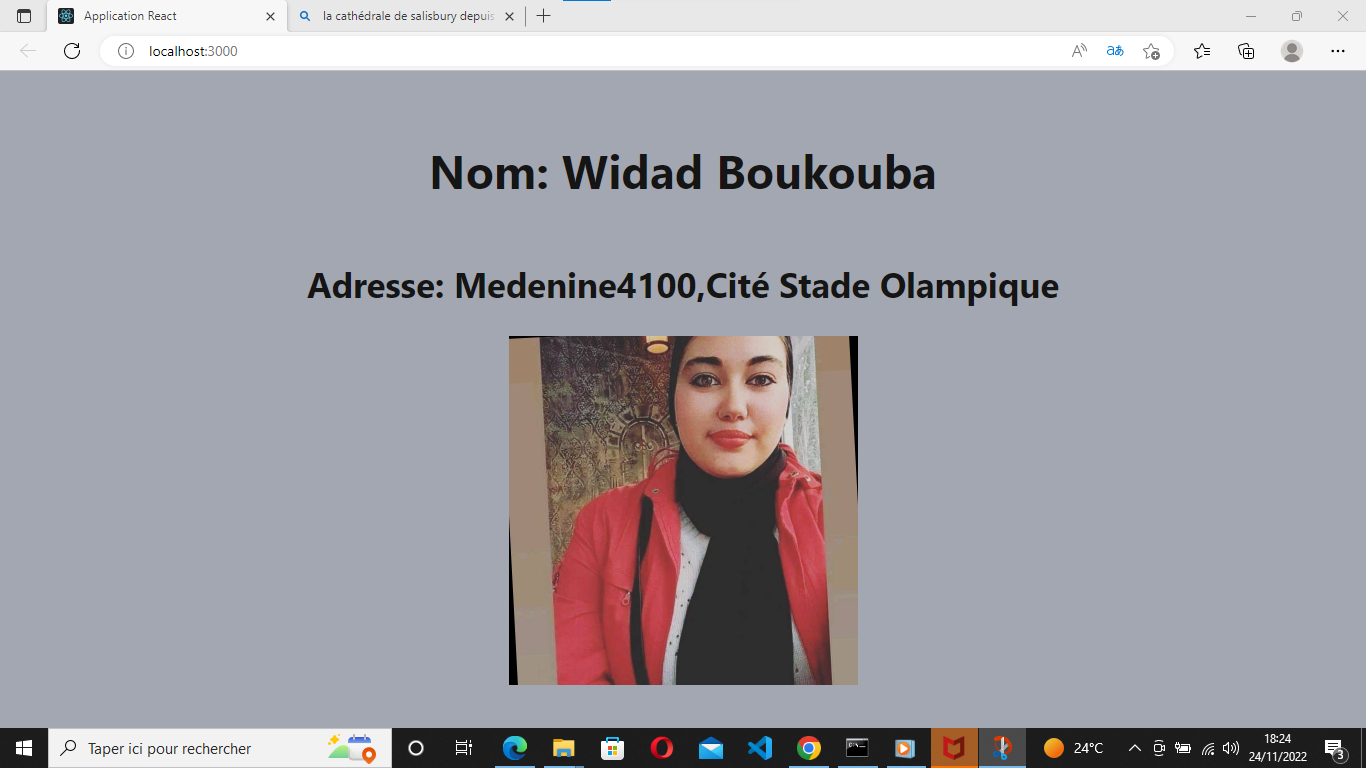 Application React
la cathédrale de salisbury depuis
localhost:3000
Nom: Widad Boukouba
Adresse: Medenine4100,Cité Stade Olampique
Taper ici pour rechercher
24°C
18:24
24/11/2022
3